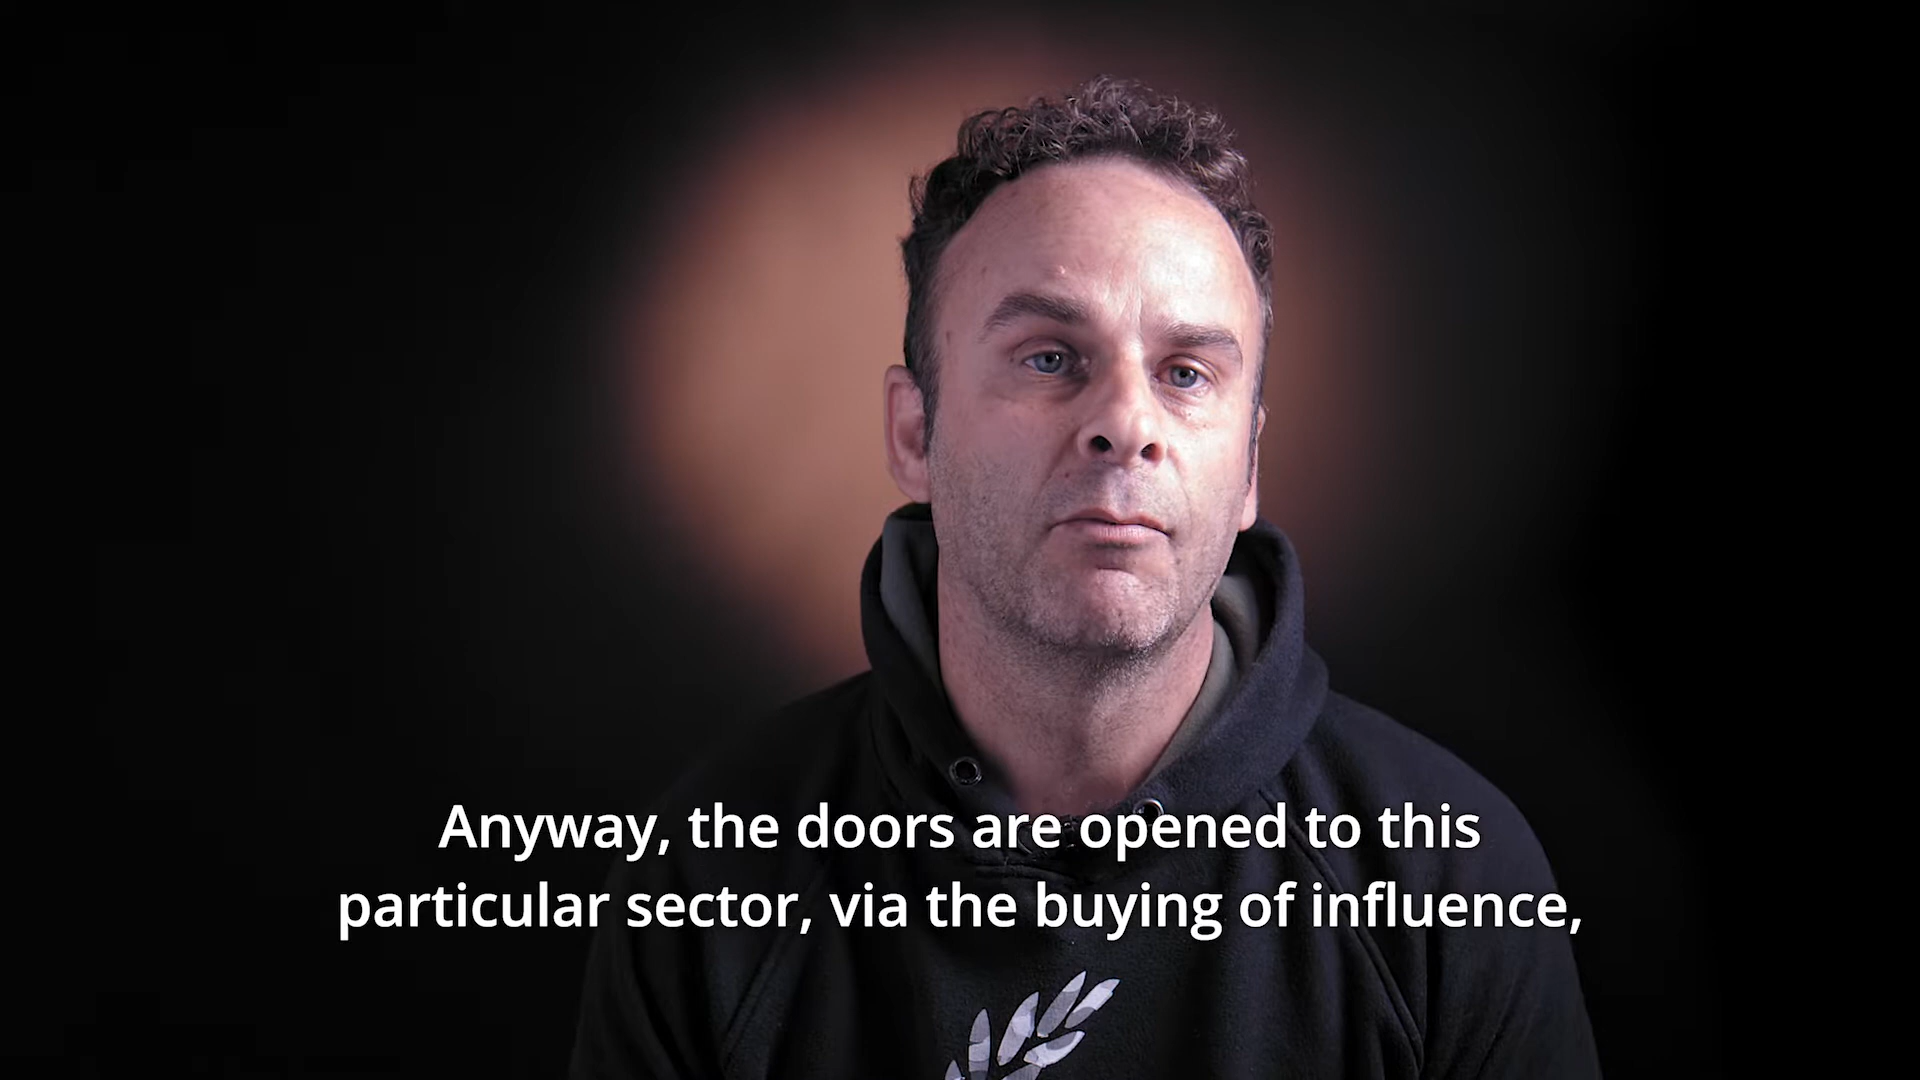 Anyway, the doors are opened to this
particular sector, via the buying of influence,